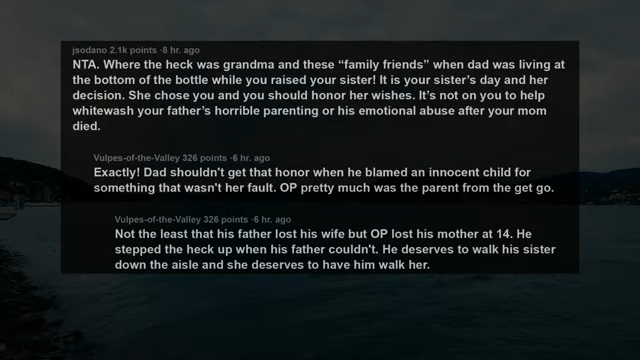 jsodano 2.1k points ·8 hr. ago
NTA. Where the heck was grandma and these “family friends” when dad was living at
the bottom of the bottle while you raised your sister! It is your sister’s day and her
decision. She chose you and you should honor her wishes. It’s not on you to help
whitewash your father’s horrible parenting or his emotional abuse after your mom
died.
Vulpes-of-the-Valley 326 points ·6 hr. ago
Exactly! Dad shouldn't get that honor when he blamed an innocent child for
something that wasn't her fault. OP pretty much was the parent from the get go.
Vulpes-of-the-Valley 326 points ·6 hr. ago
Not the least that his father lost his wife but OP lost his mother at 14. He
stepped the heck up when his father couldn't. He deserves to walk his sister
down the aisle and she deserves to have him walk her.